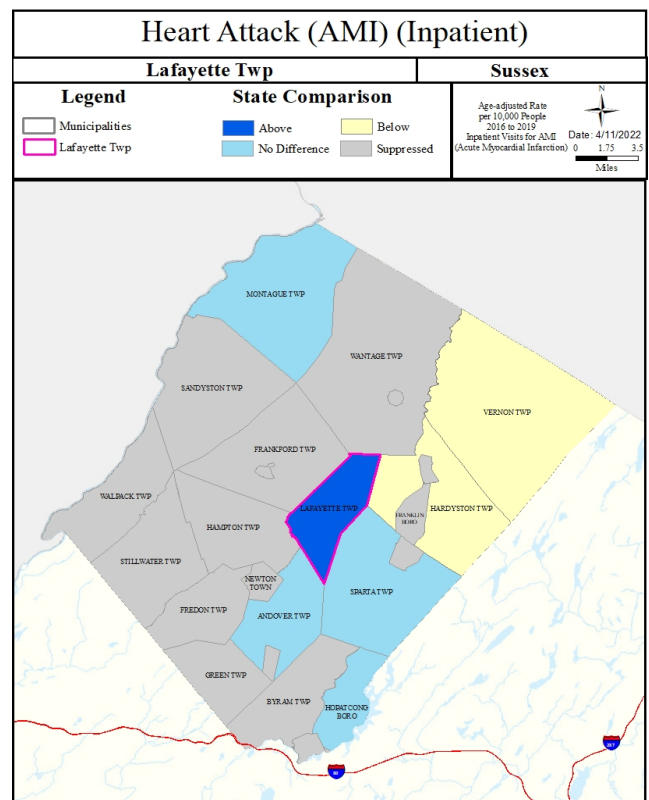 Heart Attack (AMI) (Inpatient)
Lafayette Twp
Sussex
Legend
Municipalities
Lafayette Twp
State Comparison
Above
Below
No Difference
Suppressed
Age-adjusted Rate
per 10,000 People
2016 to 2019
Inpatient Visits for AMI
(Acute Myocardial Infarction)
N
Date: 4/11/2022
0 1.75 3.5
Miles
MONTAGUE TWP
WANTAGE TWP
SANDYSTON TWP
VERNON TWP
FRANKFORD TWP
WALPACK TWP
LAFAYETTE TWP
HARDYSTON TWP
FRANKLIN
BORO
HAMPTON TWP
STILLWATER TWP
NEWTON
TOWN
SPARTA TWP
FREDON TWP
ANDOVER TWP
GREEN TWP
BYRAM TWP
HOPATCONG
BORO
287
80